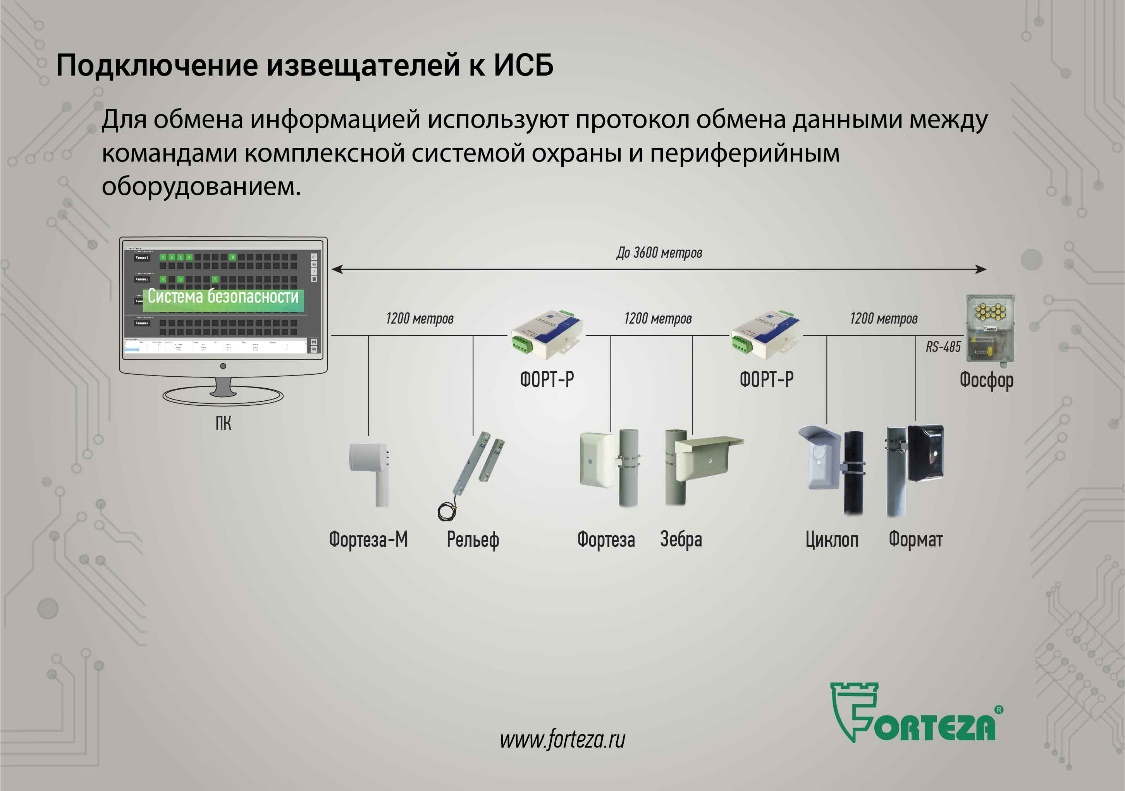 Подключение извещателей к ИСБ
Для обмена информацией используют протокол обмена данными между
командами комплексной системой охраны и периферийным
оборудованием.
До 3600 метров
Система безопасности
1200 метров
1200 метров
1200 метров
RS-485
ФОРТ-Р
ФОРТ-Р
Фосфор
ПК
Фортеза-М
Рельеф
Фортеза
Зебра
Циклоп
Формат
www.forteza.ru
FORTEZA®